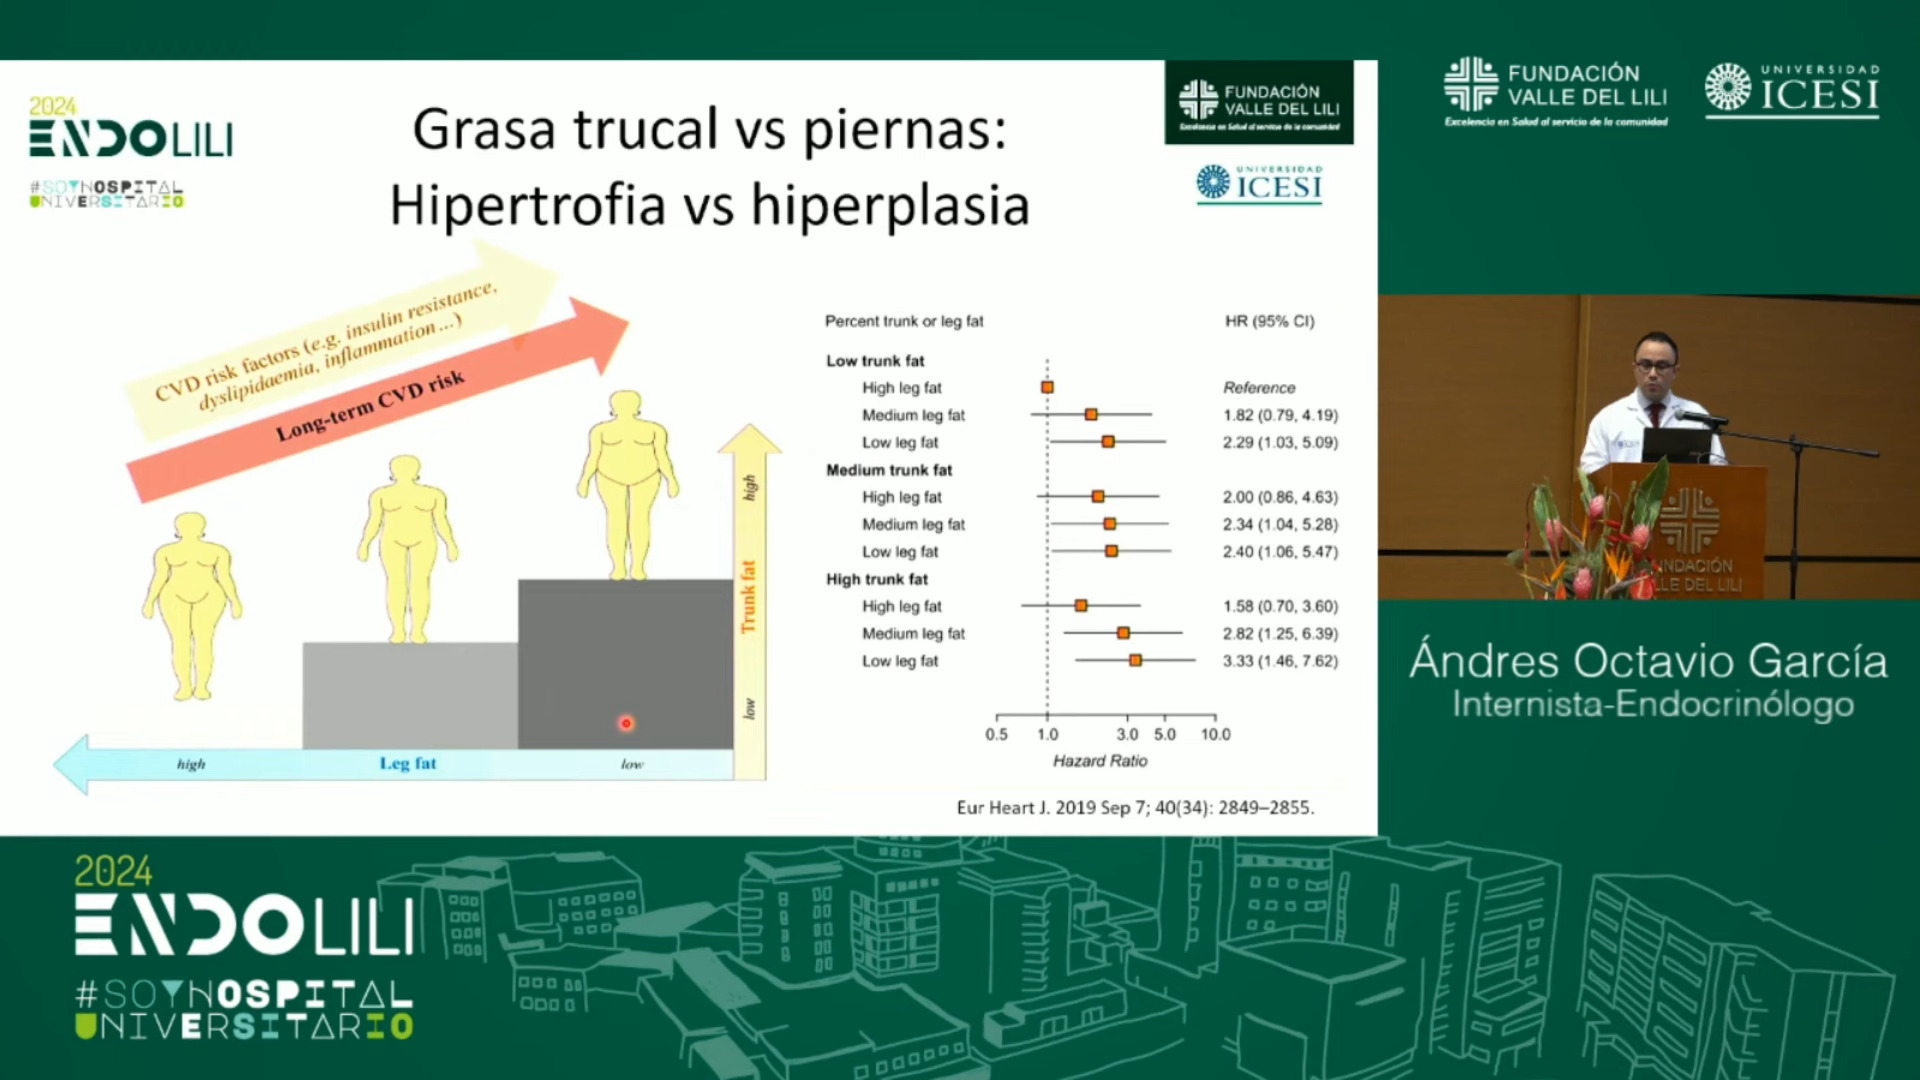 2024
ENDOLILI
#SOYHOSPITAL
UNIVERSITARIO
Grasa trucal vs piernas:
Hipertrofia vs hiperplasia
FUNDACIÓN
VALLE DEL LILI
Excelencia en Salud al servicio de la comunidad
UNIVERSIDAD
ICESI
CVD risk factors (e.g. insulin resistance,
dyslipidaemia, inflammation...)
Long-term CVD risk
high
Trunk fat
low
high
Leg fat
low
Percent trunk or leg fat HR (95% CI)
Low trunk fat
High leg fat Reference
Medium leg fat 1.82 (0.79, 4.19)
Low leg fat 2.29 (1.03, 5.09)
Medium trunk fat
High leg fat 2.00 (0.86, 4.63)
Medium leg fat 2.34 (1.04, 5.28)
Low leg fat 2.40 (1.06, 5.47)
High trunk fat
High leg fat 1.58 (0.70, 3.60)
Medium leg fat 2.82 (1.25, 6.39)
Low leg fat 3.33 (1.46, 7.62)
0.5 1.0 3.0 5.0 10.0
Hazard Ratio
Eur Heart J. 2019 Sep 7; 40(34): 2849–2855.
FUNDACIÓN
VALLE DEL LILI
Excelencia en Salud al servicio de la comunidad
UNIVERSIDAD
ICESI
UNDACIÓN
LLE DEL LILI
Ándres Octavio García
Internista-Endocrinólogo
2024
ENDOLILI
#SOYHOSPITAL
UNIVERSITARIO